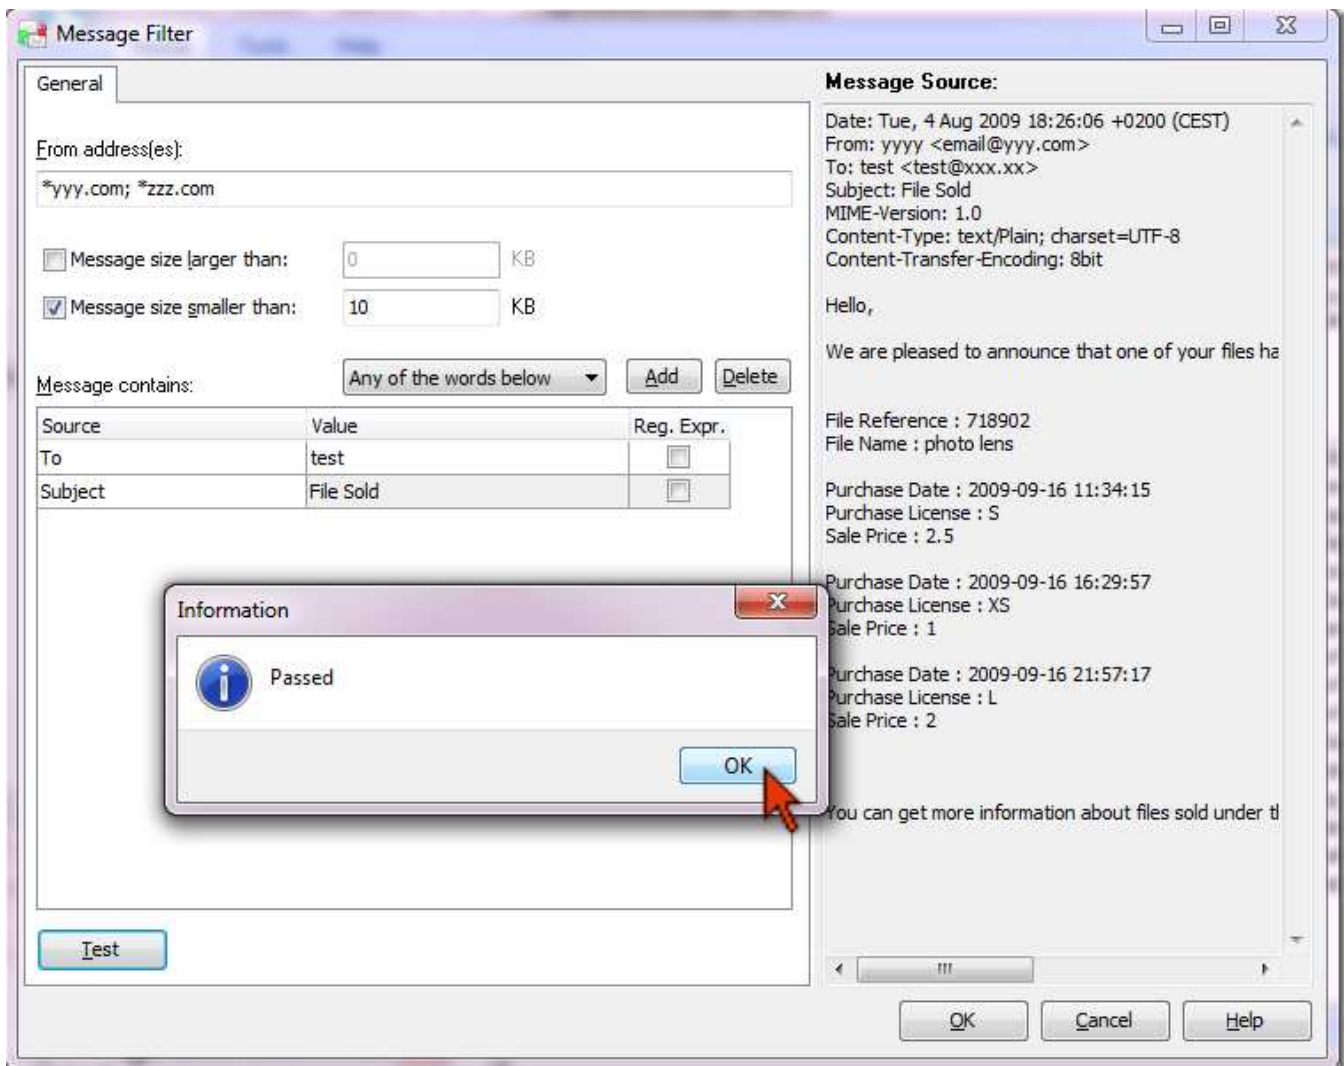 Message Filter
General
From address(es):
*yyy.com; *zzz.com
Message size larger than: 0 KB
Message size smaller than: 10 KB
Message contains: Any of the words below Add Delete
Source Value Reg. Expr.
To test
Subject File Sold
Information
Passed
OK
Test
Message Source:
Date: Tue, 4 Aug 2009 18:26:06 +0200 (CEST)
From: yyyy <email@yyy.com>
To: test <test@xxx.xx>
Subject: File Sold
MIME-Version: 1.0
Content-Type: text/Plain; charset=UTF-8
Content-Transfer-Encoding: 8bit
Hello,
We are pleased to announce that one of your files ha
File Reference : 718902
File Name : photo lens
Purchase Date : 2009-09-16 11:34:15
Purchase License : S
Sale Price : 2.5
Purchase Date : 2009-09-16 16:29:57
Purchase License : XS
Sale Price : 1
Purchase Date : 2009-09-16 21:57:17
Purchase License : L
Sale Price : 2
You can get more information about files sold under
OK Cancel Help